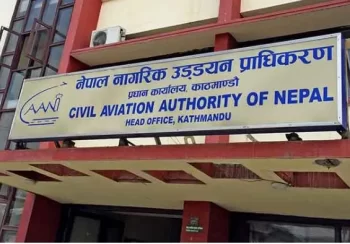 नेपाल नागरिक उड्डयन प्राधिकरण
प्रधान कार्यालय, काठमाण्डौ
CIVIL AVIATION AUTHORITY OF NEPAL
HEAD OFFICE, KATHMANDU
CAAN